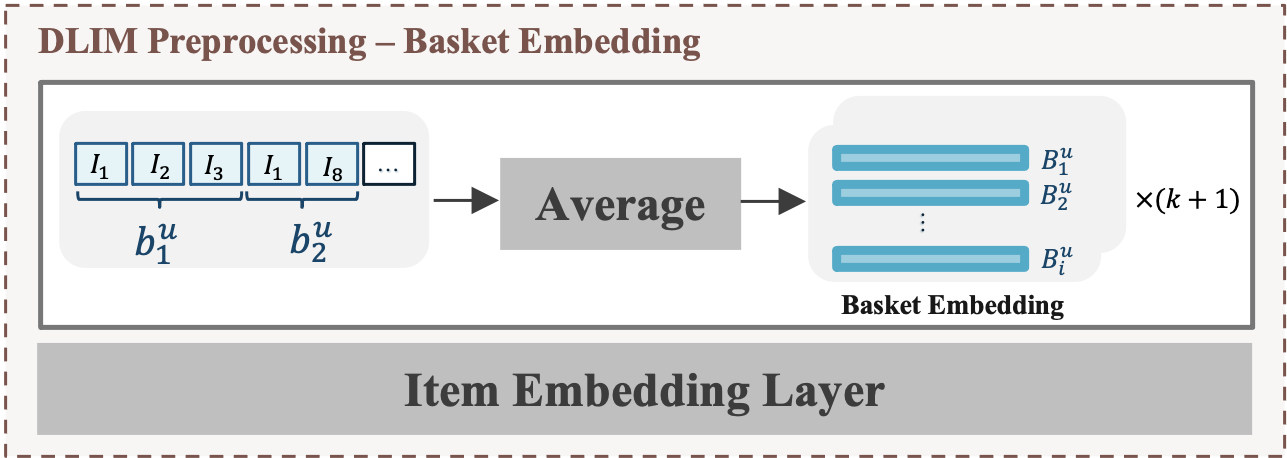 DLIM Preprocessing – Basket Embedding
I₁ I₂ I₃ I₁ I₈ ...
b₁ᵘ b₂ᵘ
Average
B₁ᵘ
B₂ᵘ
⋮
Bᵢᵘ
×(k + 1)
Basket Embedding
Item Embedding Layer